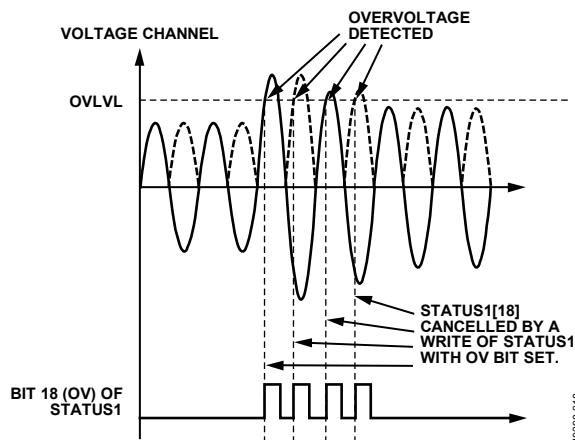 OVERVOLTAGE
DETECTED
VOLTAGE CHANNEL
OVLVL
STATUS1[18]
CANCELLED BY A
WRITE OF STATUS1
WITH OV BIT SET.
BIT 18 (OV) OF
STATUS1